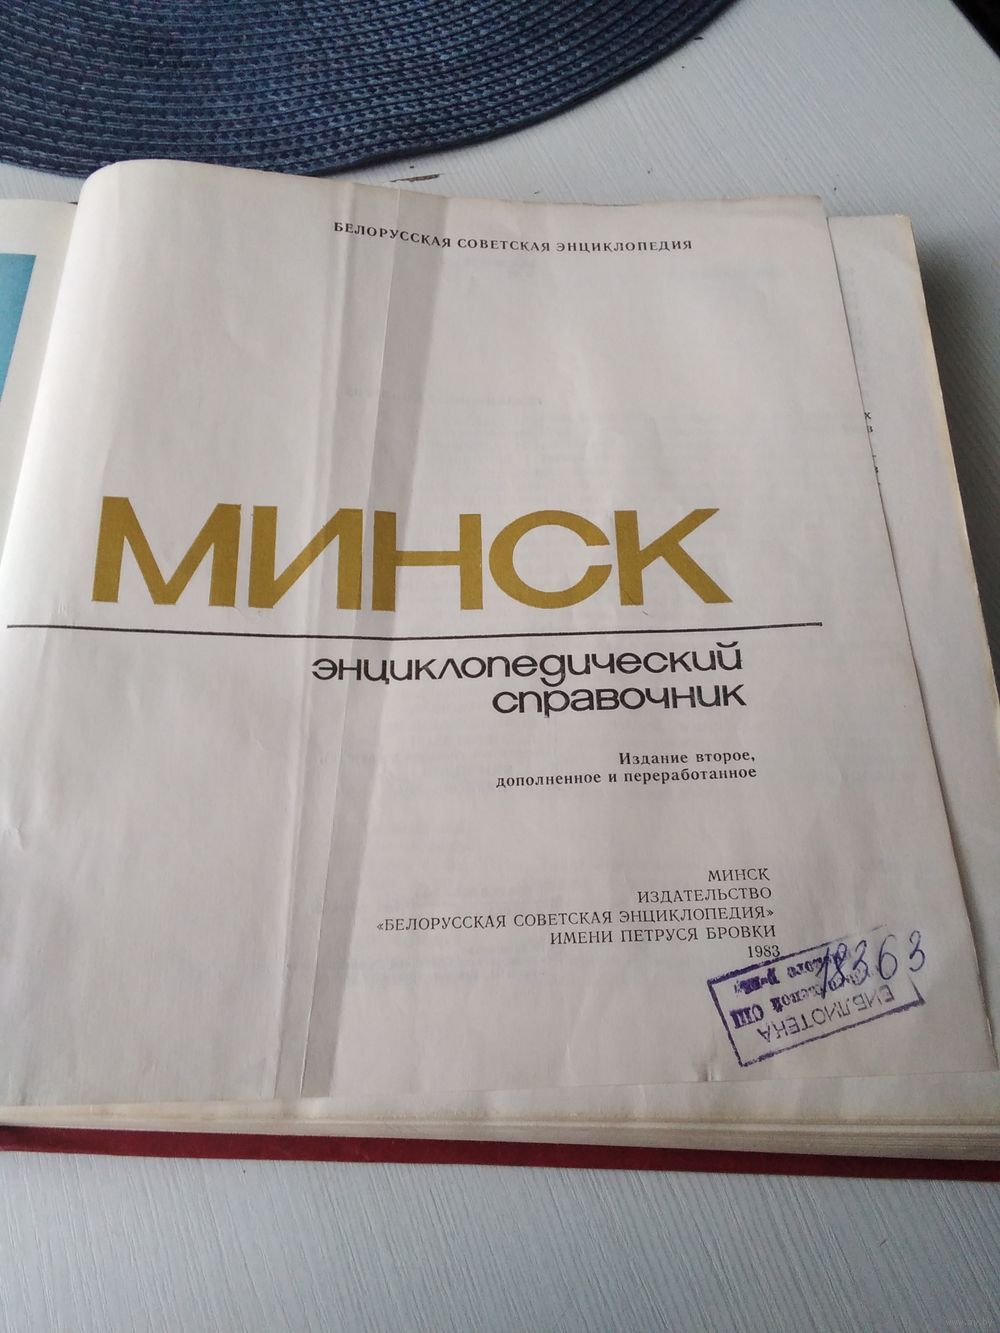 БЕЛОРУССКАЯ СОВЕТСКАЯ ЭНЦИКЛОПЕДИЯ
МИНСК
энциклопедический
справочник
Издание второе,
дополненное и переработанное
МИНСК
ИЗДАТЕЛЬСТВО
«БЕЛОРУССКАЯ СОВЕТСКАЯ ЭНЦИКЛОПЕДИЯ»
ИМЕНИ ПЕТРУСЯ БРОВКИ
1983
18363
БИБЛИОТЕКА